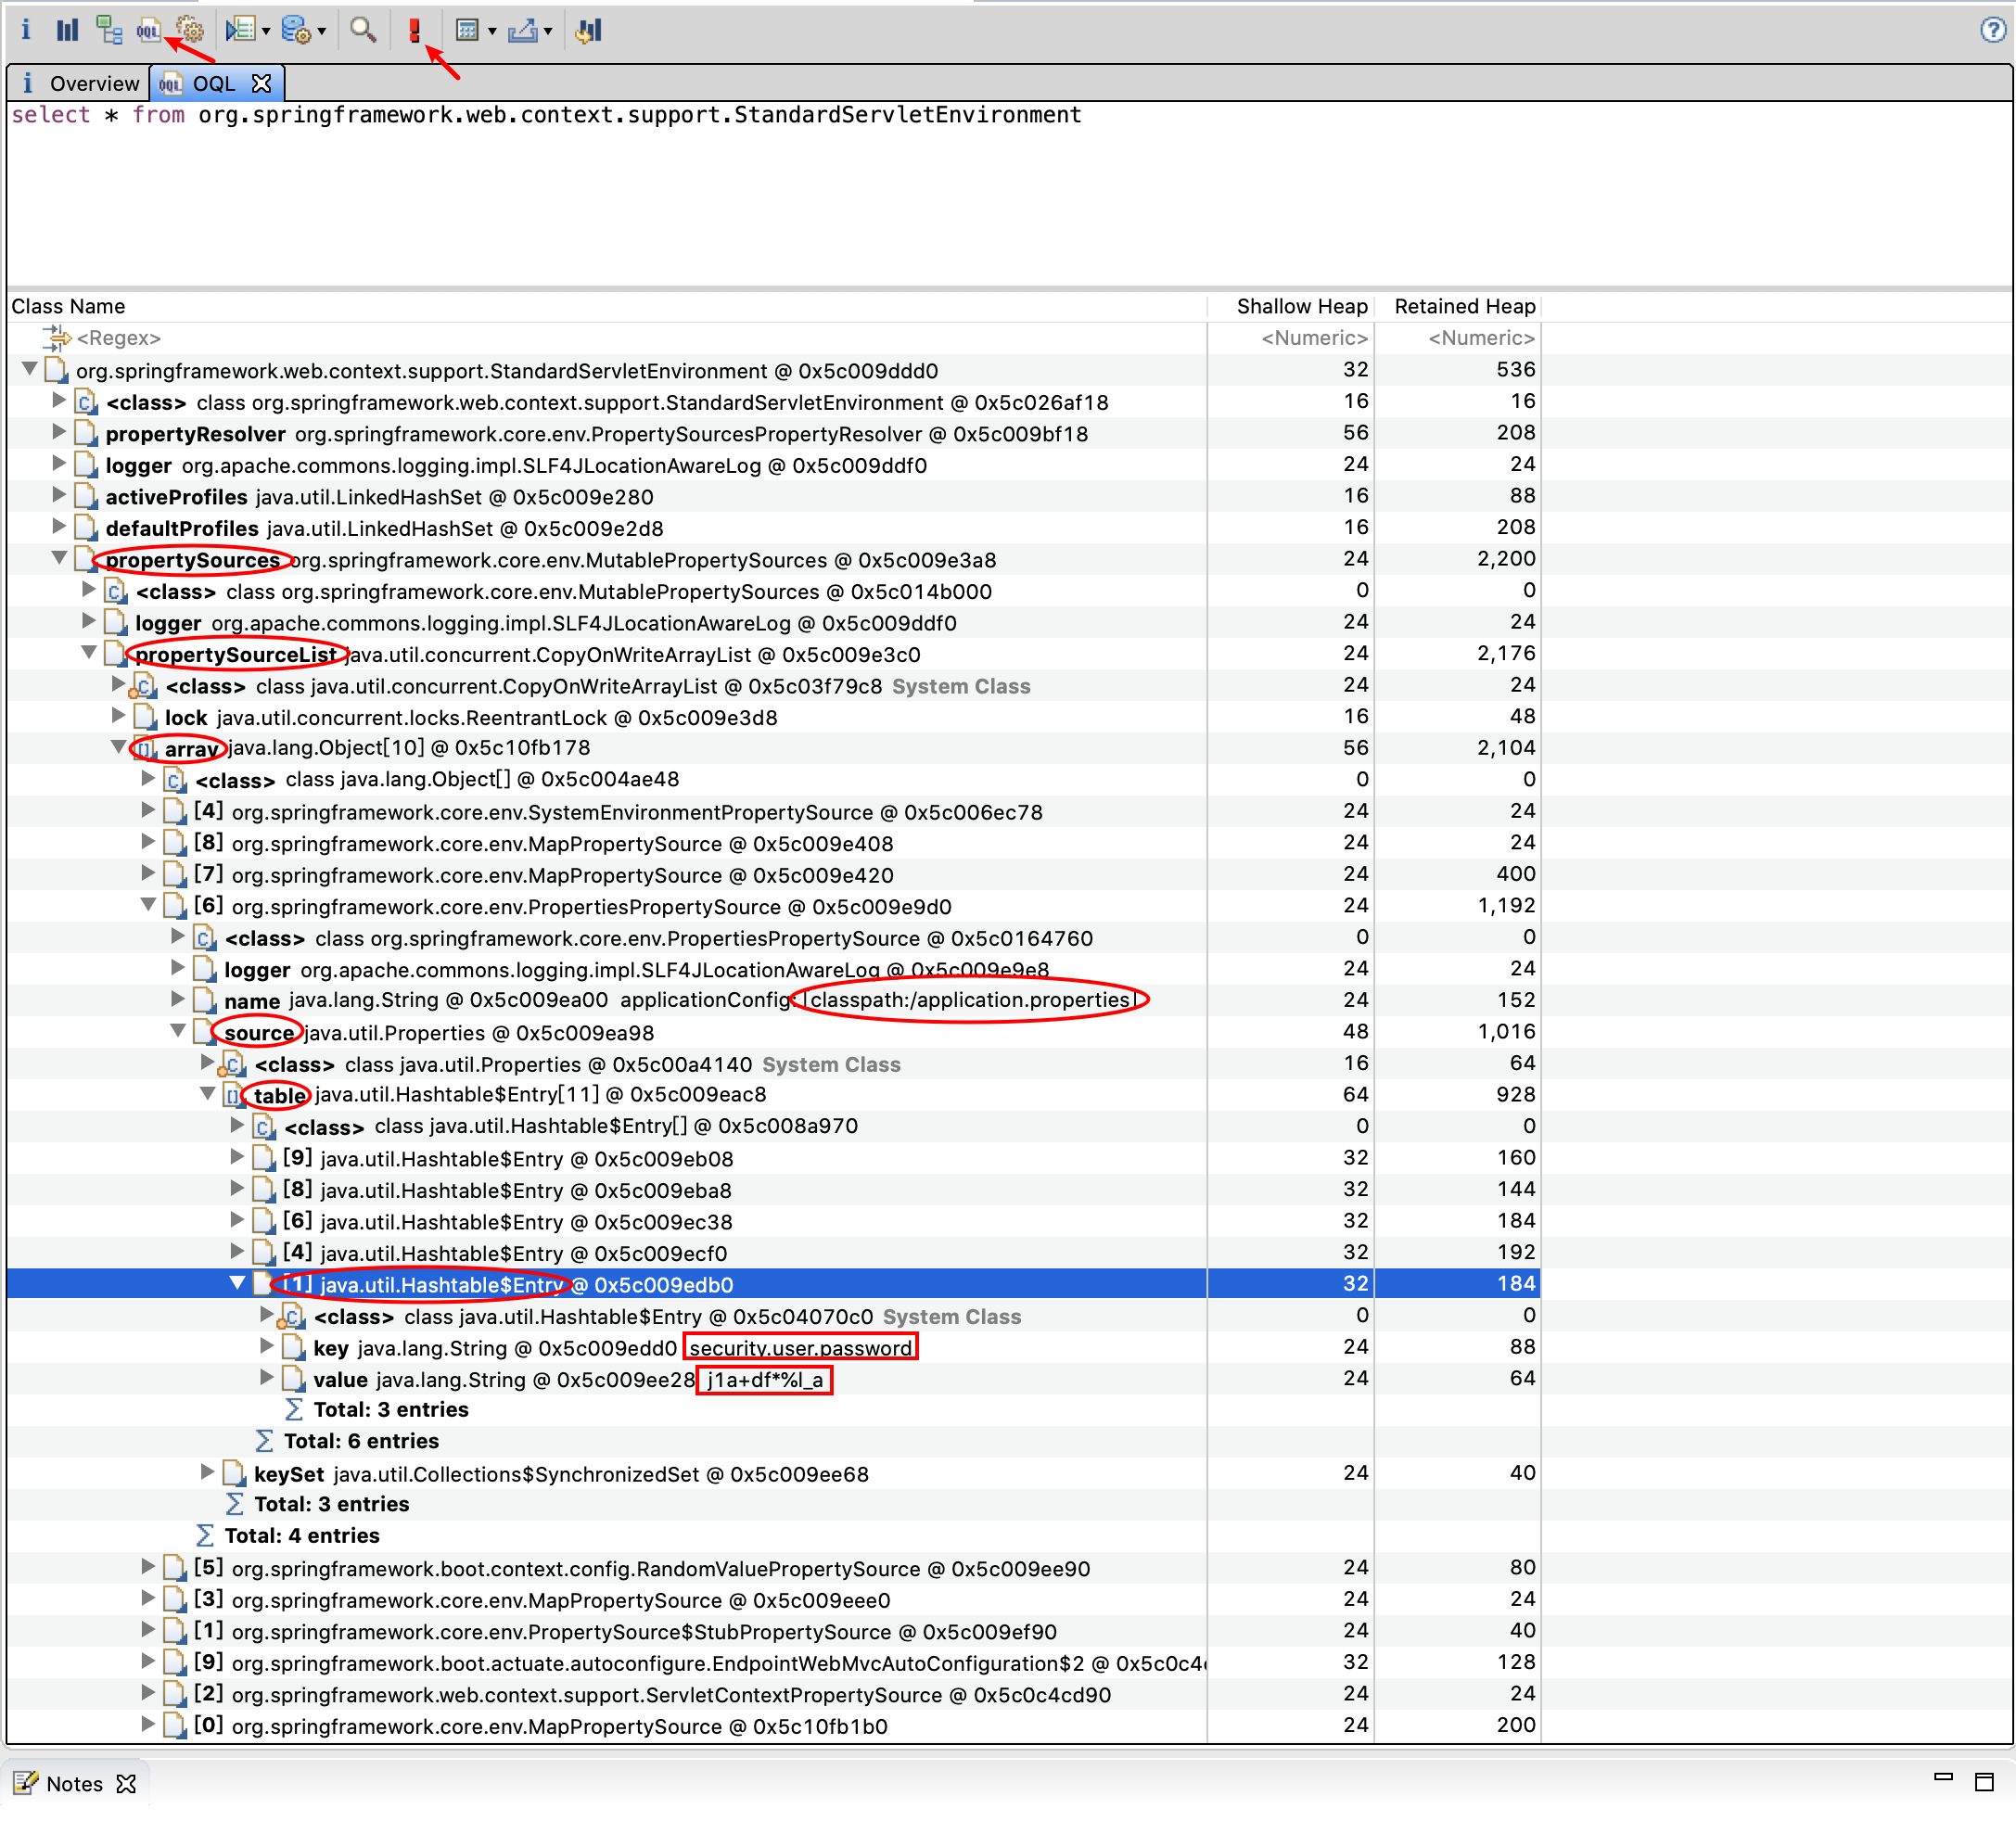 OQL
Overview OQL
select * from org.springframework.web.context.support.StandardServletEnvironment
Class Name Shallow Heap Retained Heap
<Regex> <Numeric> <Numeric>
org.springframework.web.context.support.StandardServletEnvironment @ 0x5c009ddd0 32 536
<class> class org.springframework.web.context.support.StandardServletEnvironment @ 0x5c026af18 16 16
propertyResolver org.springframework.core.env.PropertySourcesPropertyResolver @ 0x5c009bf18 56 208
logger org.apache.commons.logging.impl.SLF4JLocationAwareLog @ 0x5c009ddf0 24 24
activeProfiles java.util.LinkedHashSet @ 0x5c009e280 16 88
defaultProfiles java.util.LinkedHashSet @ 0x5c009e2d8 16 208
propertySources org.springframework.core.env.MutablePropertySources @ 0x5c009e3a8 24 2,200
<class> class org.springframework.core.env.MutablePropertySources @ 0x5c014b000 0 0
logger org.apache.commons.logging.impl.SLF4JLocationAwareLog @ 0x5c009ddf0 24 24
propertySourceList java.util.concurrent.CopyOnWriteArrayList @ 0x5c009e3c0 24 2,176
<class> class java.util.concurrent.CopyOnWriteArrayList @ 0x5c03f79c8 System Class 24 24
lock java.util.concurrent.locks.ReentrantLock @ 0x5c009e3d8 16 48
array java.lang.Object[10] @ 0x5c10fb178 56 2,104
<class> class java.lang.Object[] @ 0x5c004ae48 0 0
[4] org.springframework.core.env.SystemEnvironmentPropertySource @ 0x5c006ec78 24 24
[8] org.springframework.core.env.MapPropertySource @ 0x5c009e408 24 24
[7] org.springframework.core.env.MapPropertySource @ 0x5c009e420 24 400
[6] org.springframework.core.env.PropertiesPropertySource @ 0x5c009e9d0 24 1,192
<class> class org.springframework.core.env.PropertiesPropertySource @ 0x5c0164760 0 0
logger org.apache.commons.logging.impl.SLF4JLocationAwareLog @ 0x5c009e9e8 24 24
name java.lang.String @ 0x5c009ea00 applicationConfig: [classpath:/application.properties] 24 152
source java.util.Properties @ 0x5c009ea98 48 1,016
<class> class java.util.Properties @ 0x5c00a4140 System Class 16 64
table java.util.Hashtable$Entry[11] @ 0x5c009eac8 64 928
<class> class java.util.Hashtable$Entry[] @ 0x5c008a970 0 0
[9] java.util.Hashtable$Entry @ 0x5c009eb08 32 160
[8] java.util.Hashtable$Entry @ 0x5c009eba8 32 144
[6] java.util.Hashtable$Entry @ 0x5c009ec38 32 184
[4] java.util.Hashtable$Entry @ 0x5c009ecf0 32 192
[1] java.util.Hashtable$Entry @ 0x5c009edb0 32 184
<class> class java.util.Hashtable$Entry @ 0x5c04070c0 System Class 0 0
key java.lang.String @ 0x5c009edd0 security.user.password 24 88
value java.lang.String @ 0x5c009ee28 j1a+df*%l_a 24 64
Total: 3 entries
Total: 6 entries
keySet java.util.Collections$SynchronizedSet @ 0x5c009ee68 24 40
Total: 3 entries
Total: 4 entries
[5] org.springframework.boot.context.config.RandomValuePropertySource @ 0x5c009ee90 24 80
[3] org.springframework.core.env.MapPropertySource @ 0x5c009eee0 24 24
[1] org.springframework.core.env.PropertySource$StubPropertySource @ 0x5c009ef90 24 40
[9] org.springframework.boot.actuate.autoconfigure.EndpointWebMvcAutoConfiguration$2 @ 0x5c0c4c 32 128
[2] org.springframework.web.context.support.ServletContextPropertySource @ 0x5c0c4cd90 24 24
[0] org.springframework.core.env.MapPropertySource @ 0x5c10fb1b0 24 200
Notes